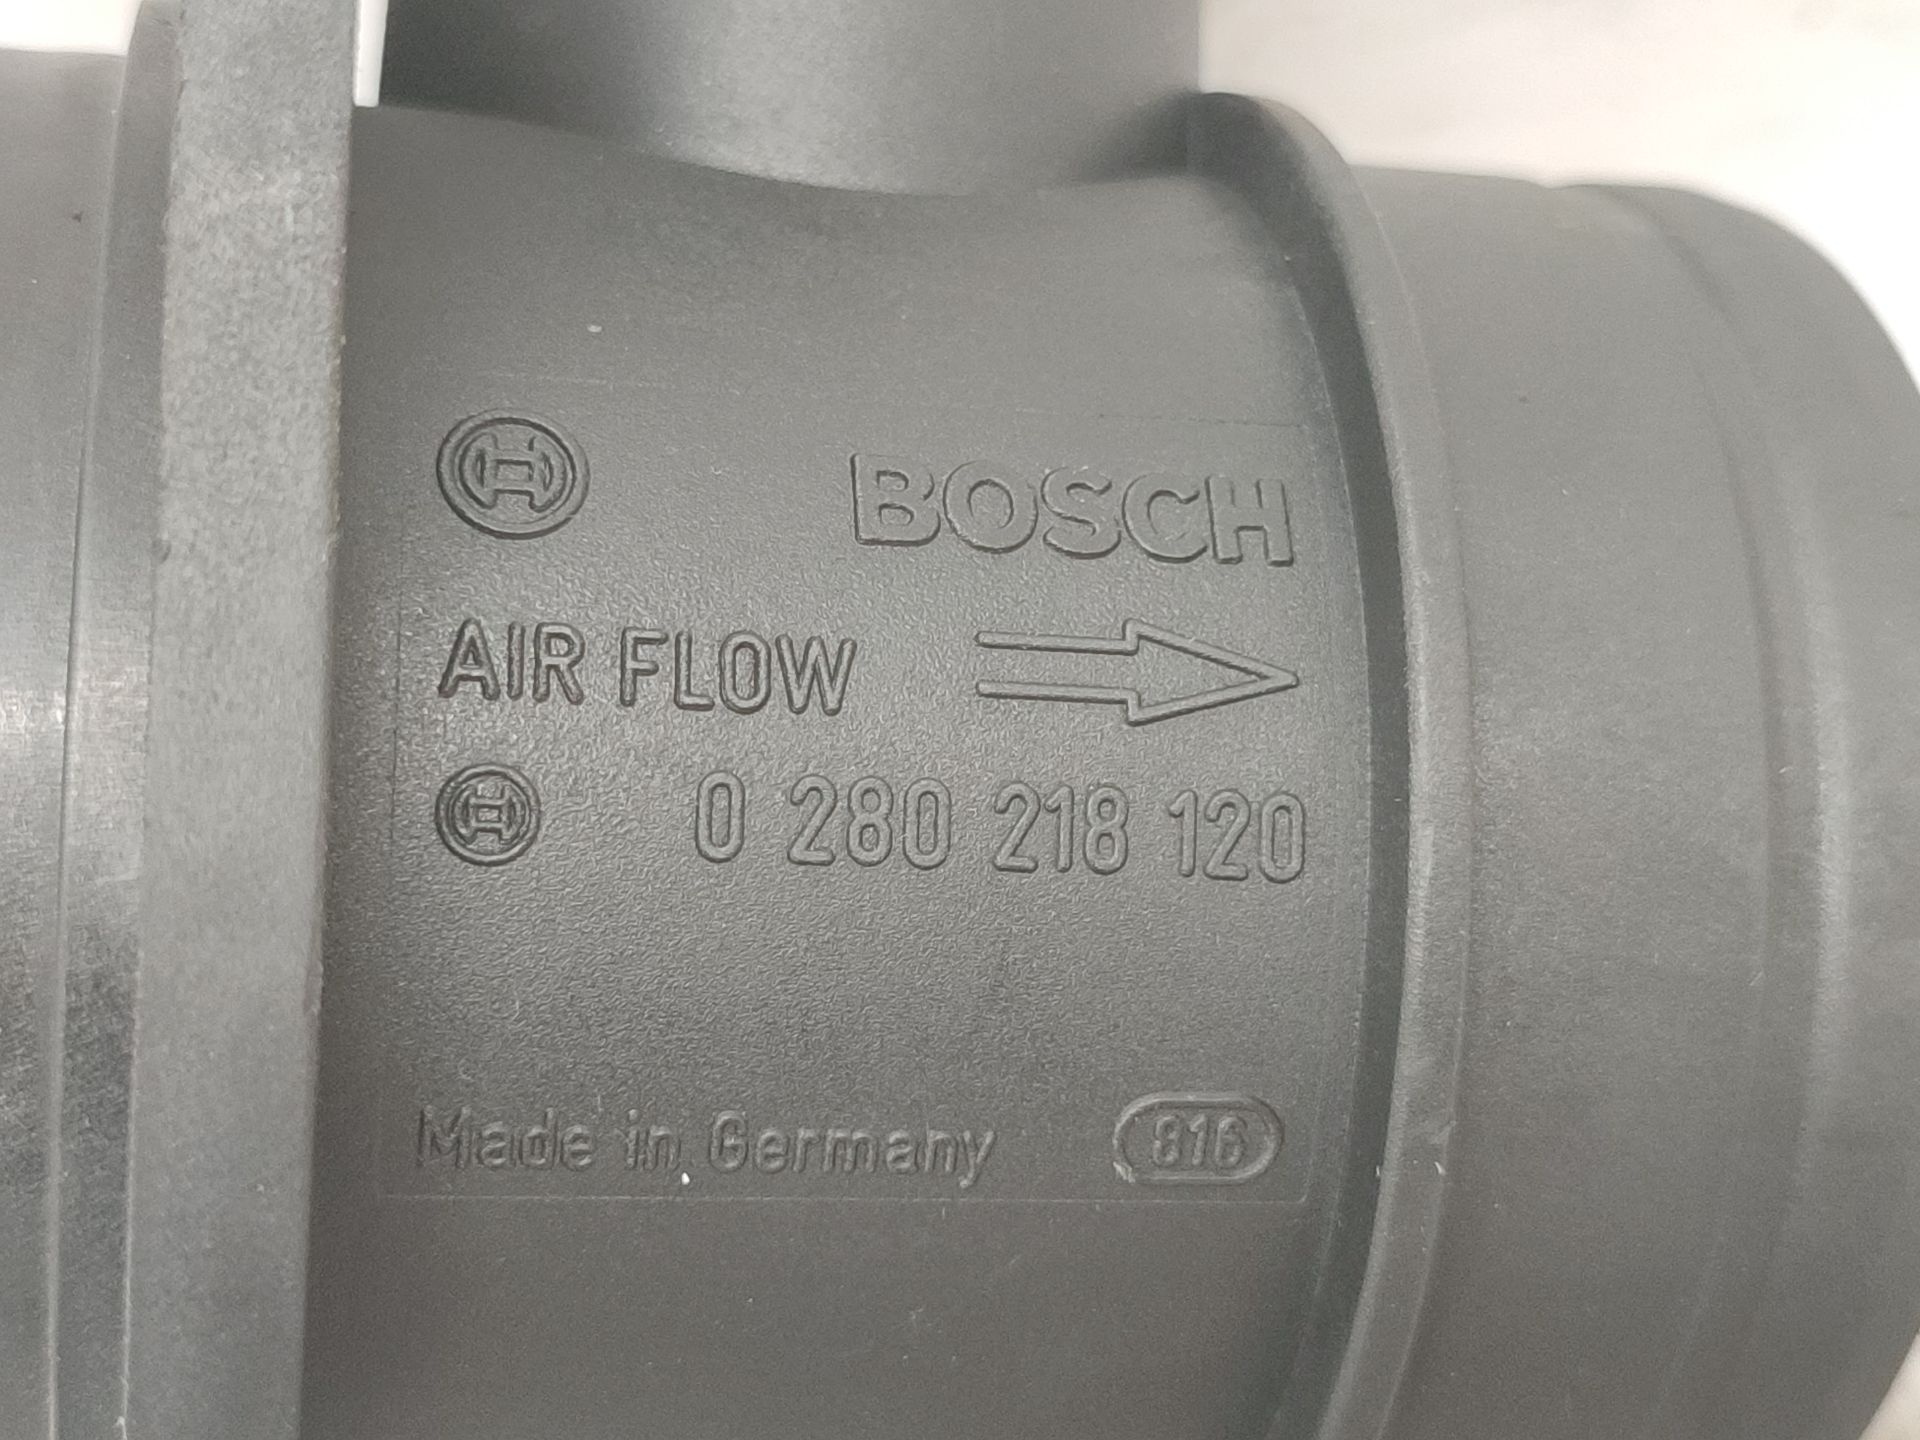 BOSCH
AIR FLOW
0 280 218 120
Made in Germany 816